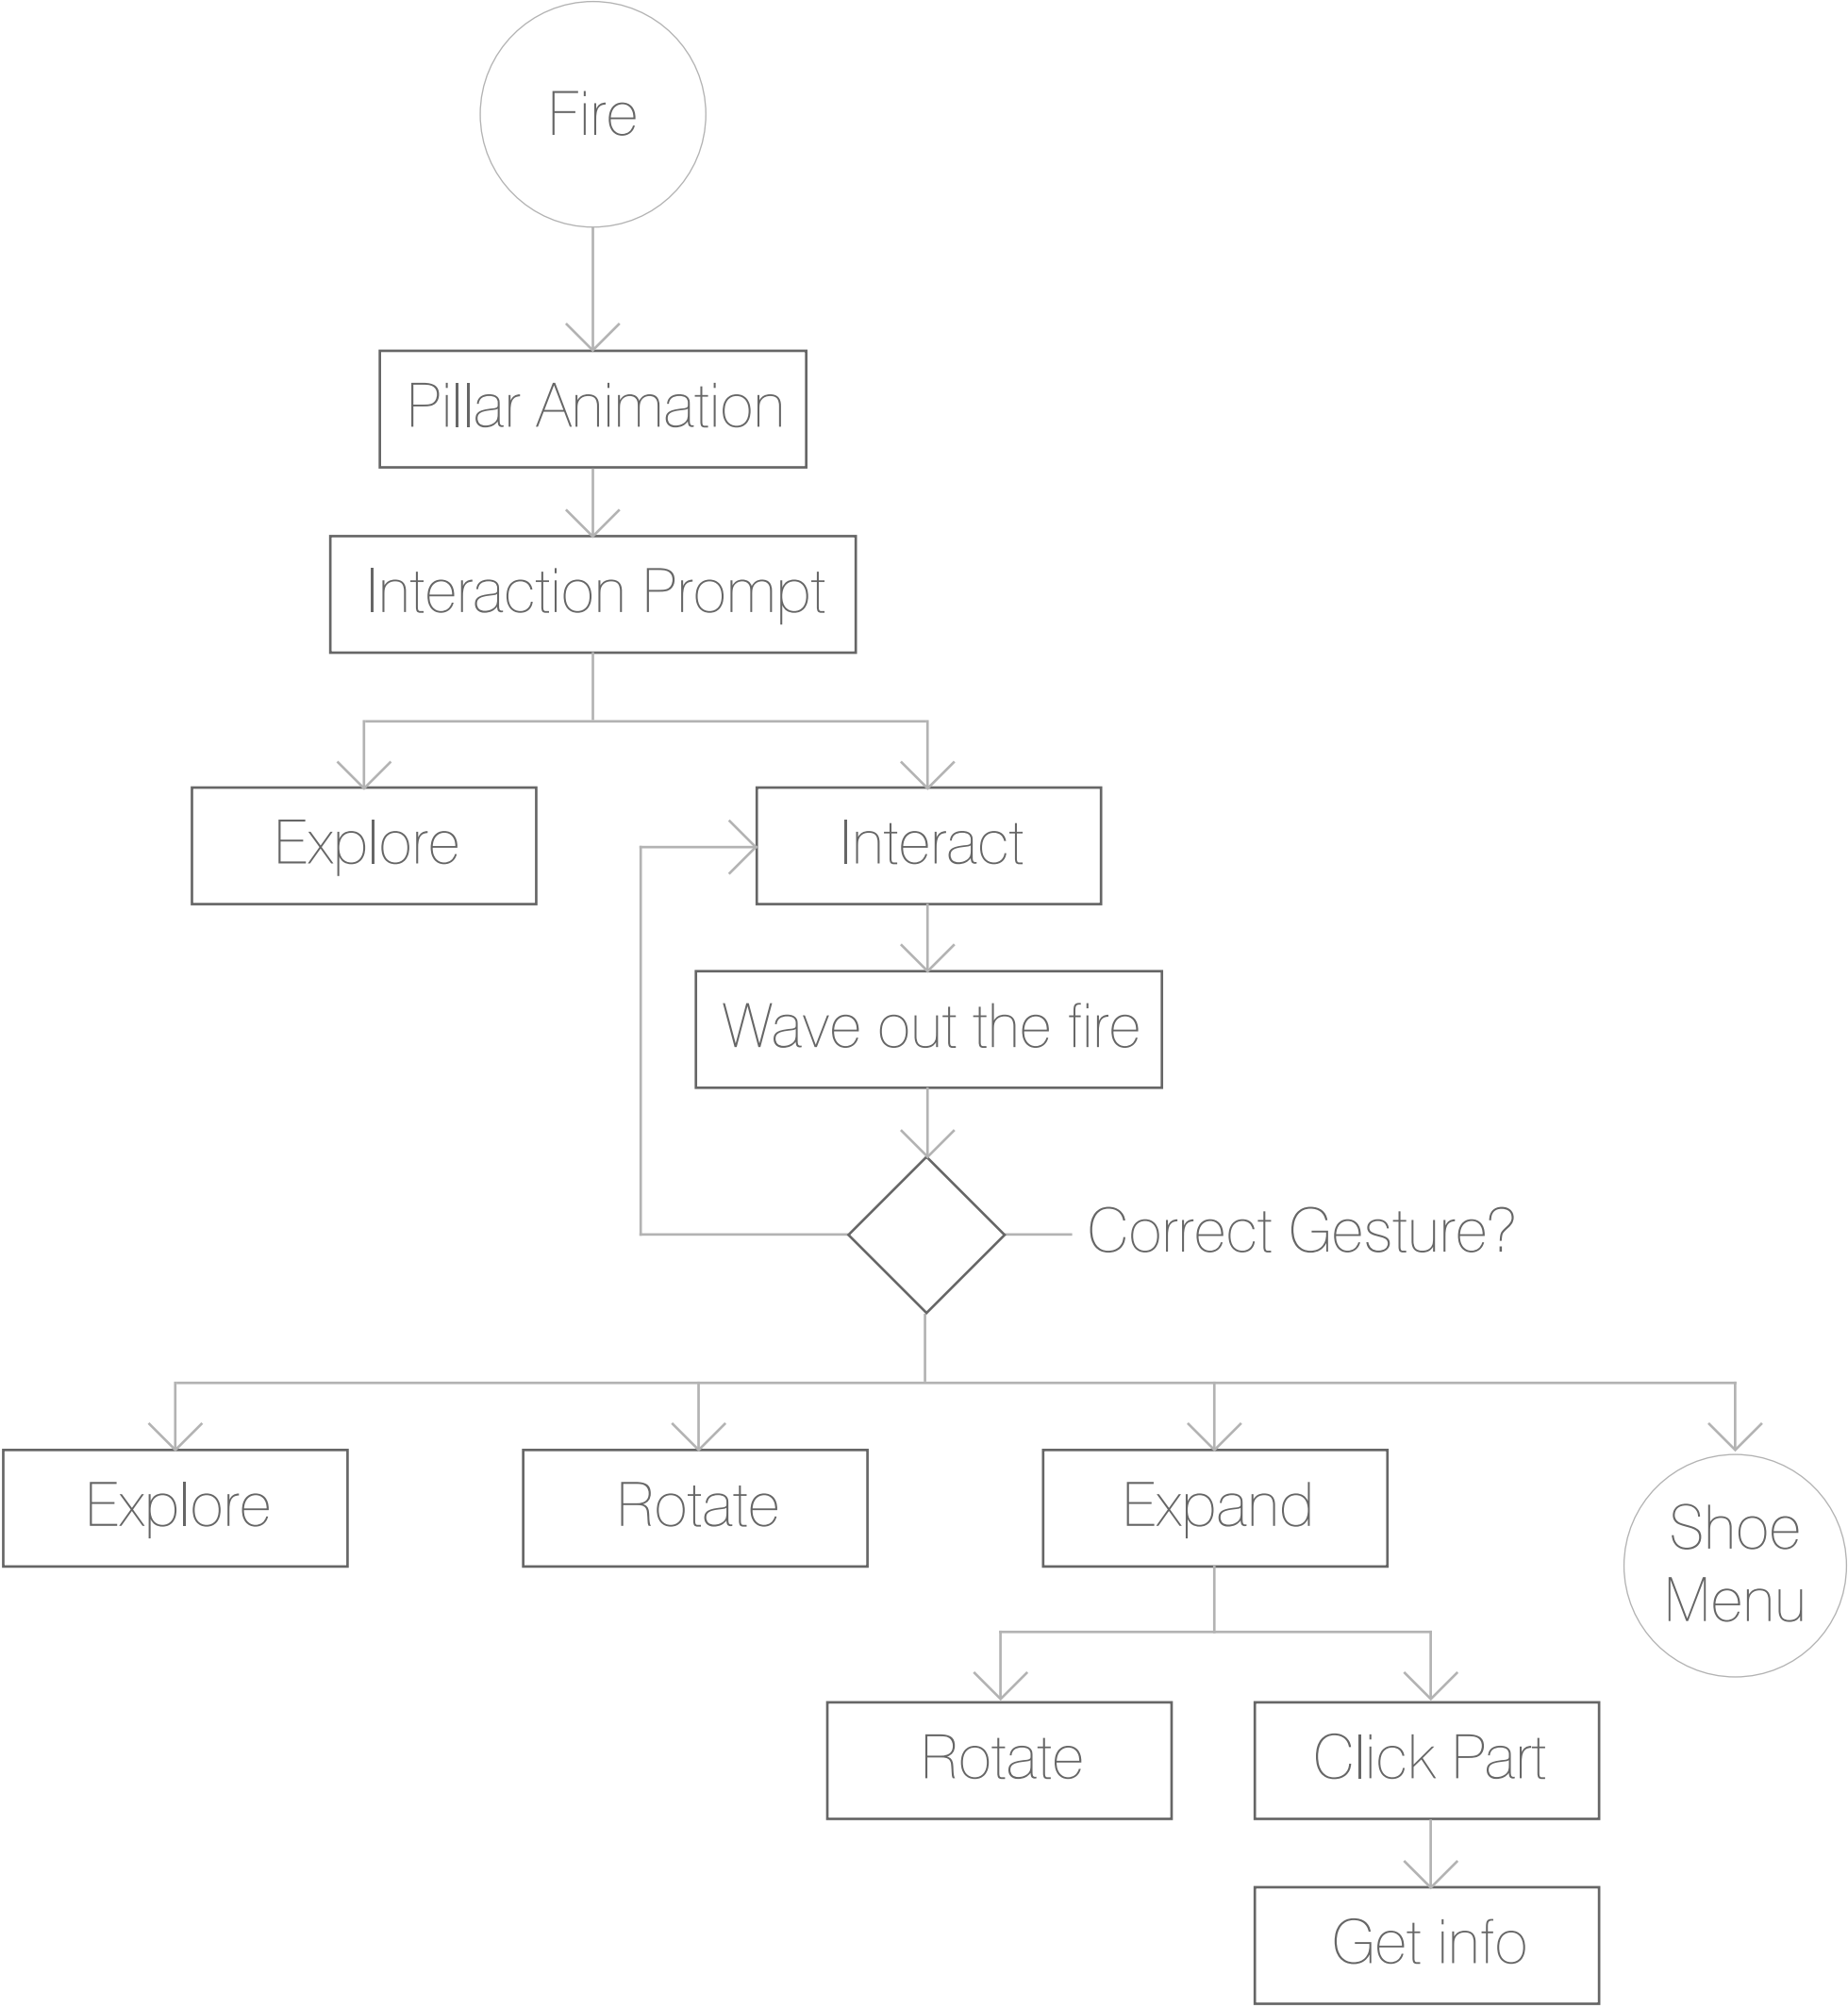 Fire
Pillar Animation
Interaction Prompt
Explore
Interact
Wave out the fire
Correct Gesture?
Explore
Rotate
Expand
Shoe
Menu
Rotate
Click Part
Get info